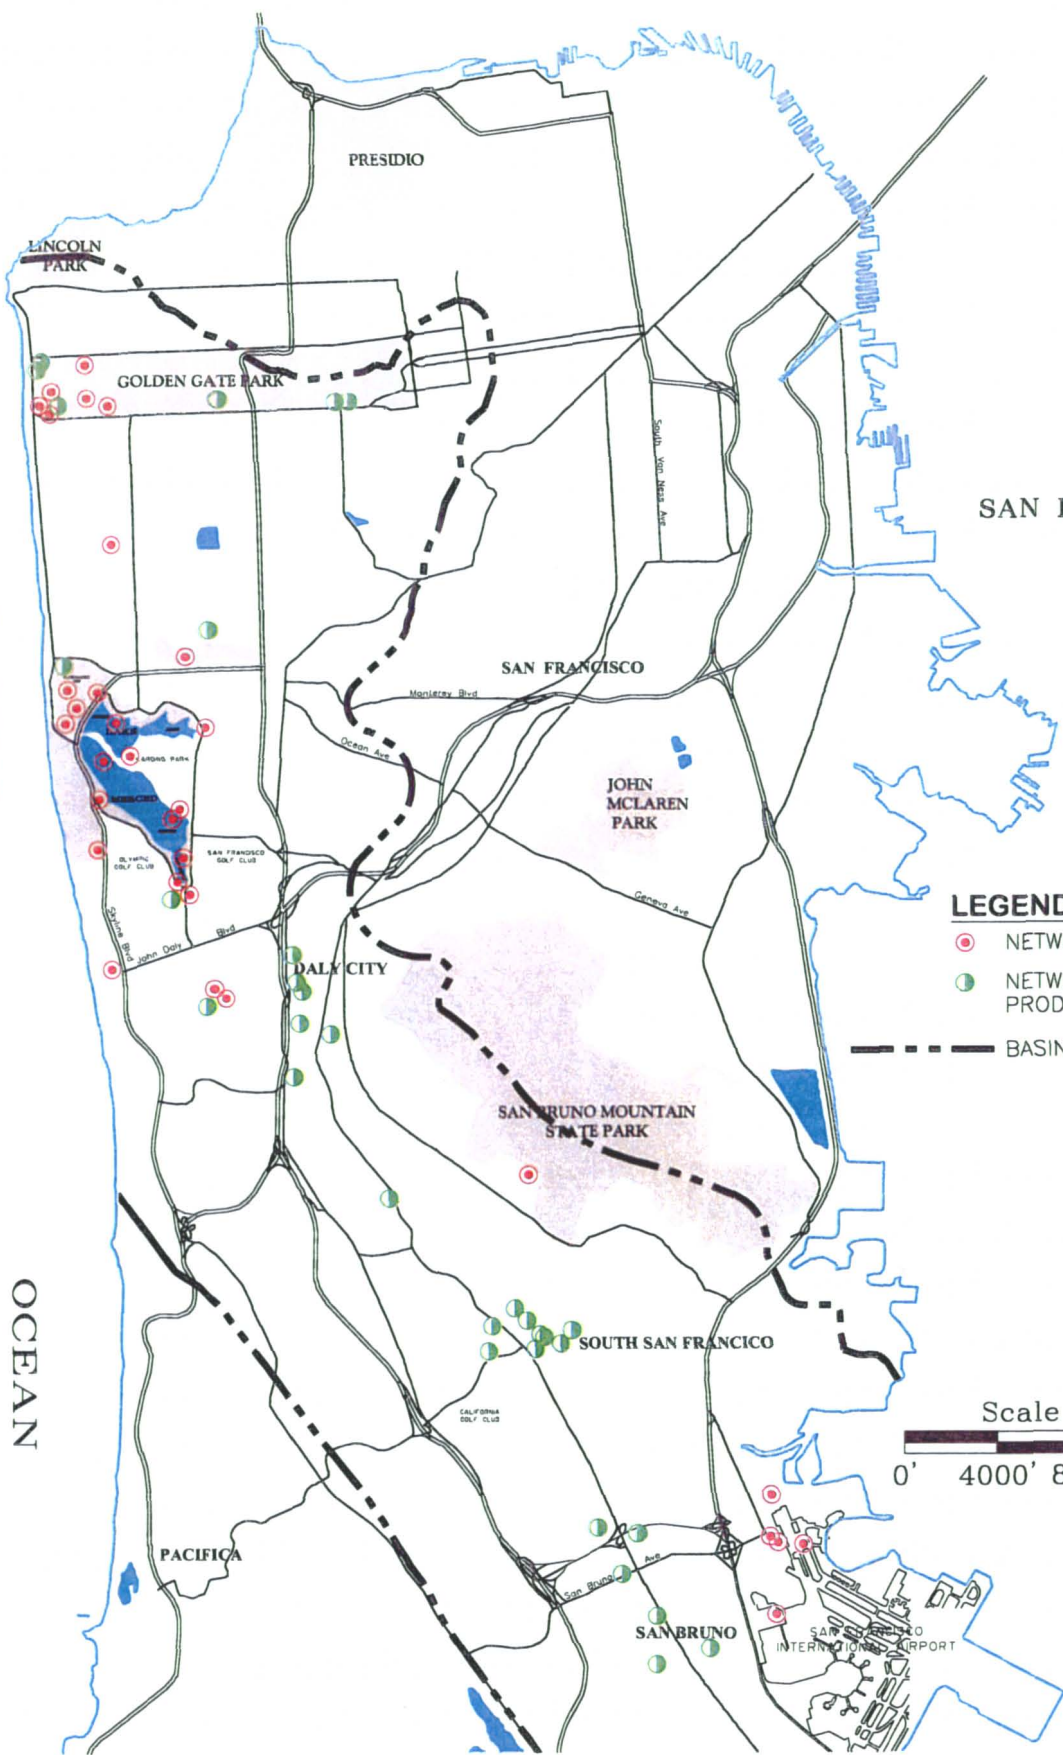 PRESIDIO
LINCOLN
PARK
GOLDEN GATE PARK
South Van Ness Ave
SAN
SAN FRANCISCO
Monterey Blvd
Ocean Ave
JOHN
MCLAREN
PARK
MERCED
OLYMPIC
GOLF CLUB
SAN FRANCISCO
GOLF CLUB
Geneva Ave
Skyline Blvd
John Daly Blvd
LEGEND
NETW
NETW
PROD
BASIN
DALY CITY
SAN BRUNO MOUNTAIN
STATE PARK
OCEAN
SOUTH SAN FRANCICO
CALIFORNIA
GOLF CLUB
Scale
0' 4000' 8
PACIFICA
San Bruno Ave
SAN BRUNO
SAN FRANCISCO
INTERNATIONAL AIRPORT